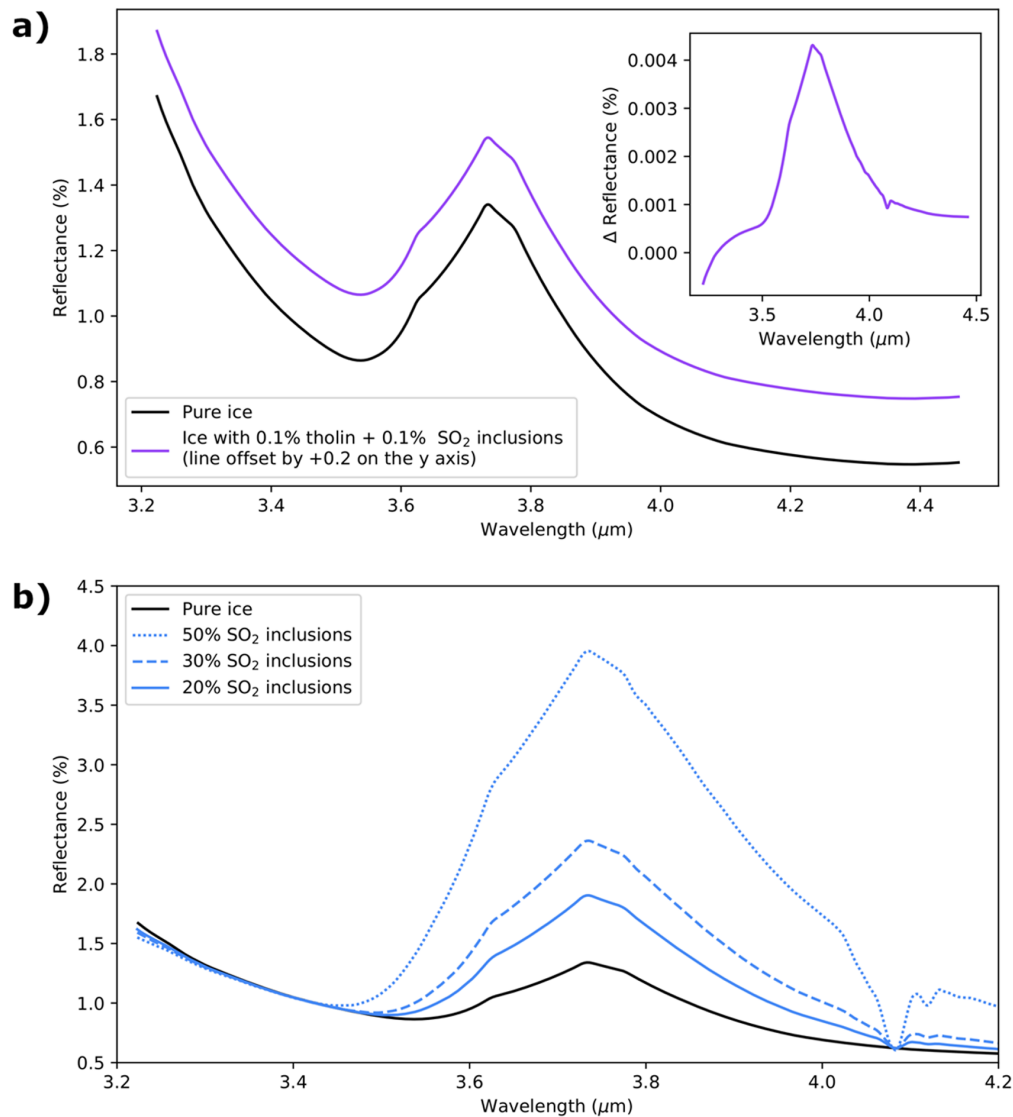 a)
1.8
1.6
1.4
1.2
1.0
0.8
0.6
Reflectance (%)
3.2
3.4
3.6
3.8
4.0
4.2
4.4
Wavelength (μm)
Pure ice
Ice with 0.1% tholin + 0.1% SO₂ inclusions
(line offset by +0.2 on the y axis)
0.004
0.003
0.002
0.001
0.000
Δ Reflectance (%)
3.5
4.0
4.5
Wavelength (μm)
b)
4.5
4.0
3.5
3.0
2.5
2.0
1.5
1.0
0.5
Reflectance (%)
Pure ice
50% SO₂ inclusions
30% SO₂ inclusions
20% SO₂ inclusions
3.2
3.4
3.6
3.8
4.0
4.2
Wavelength (μm)